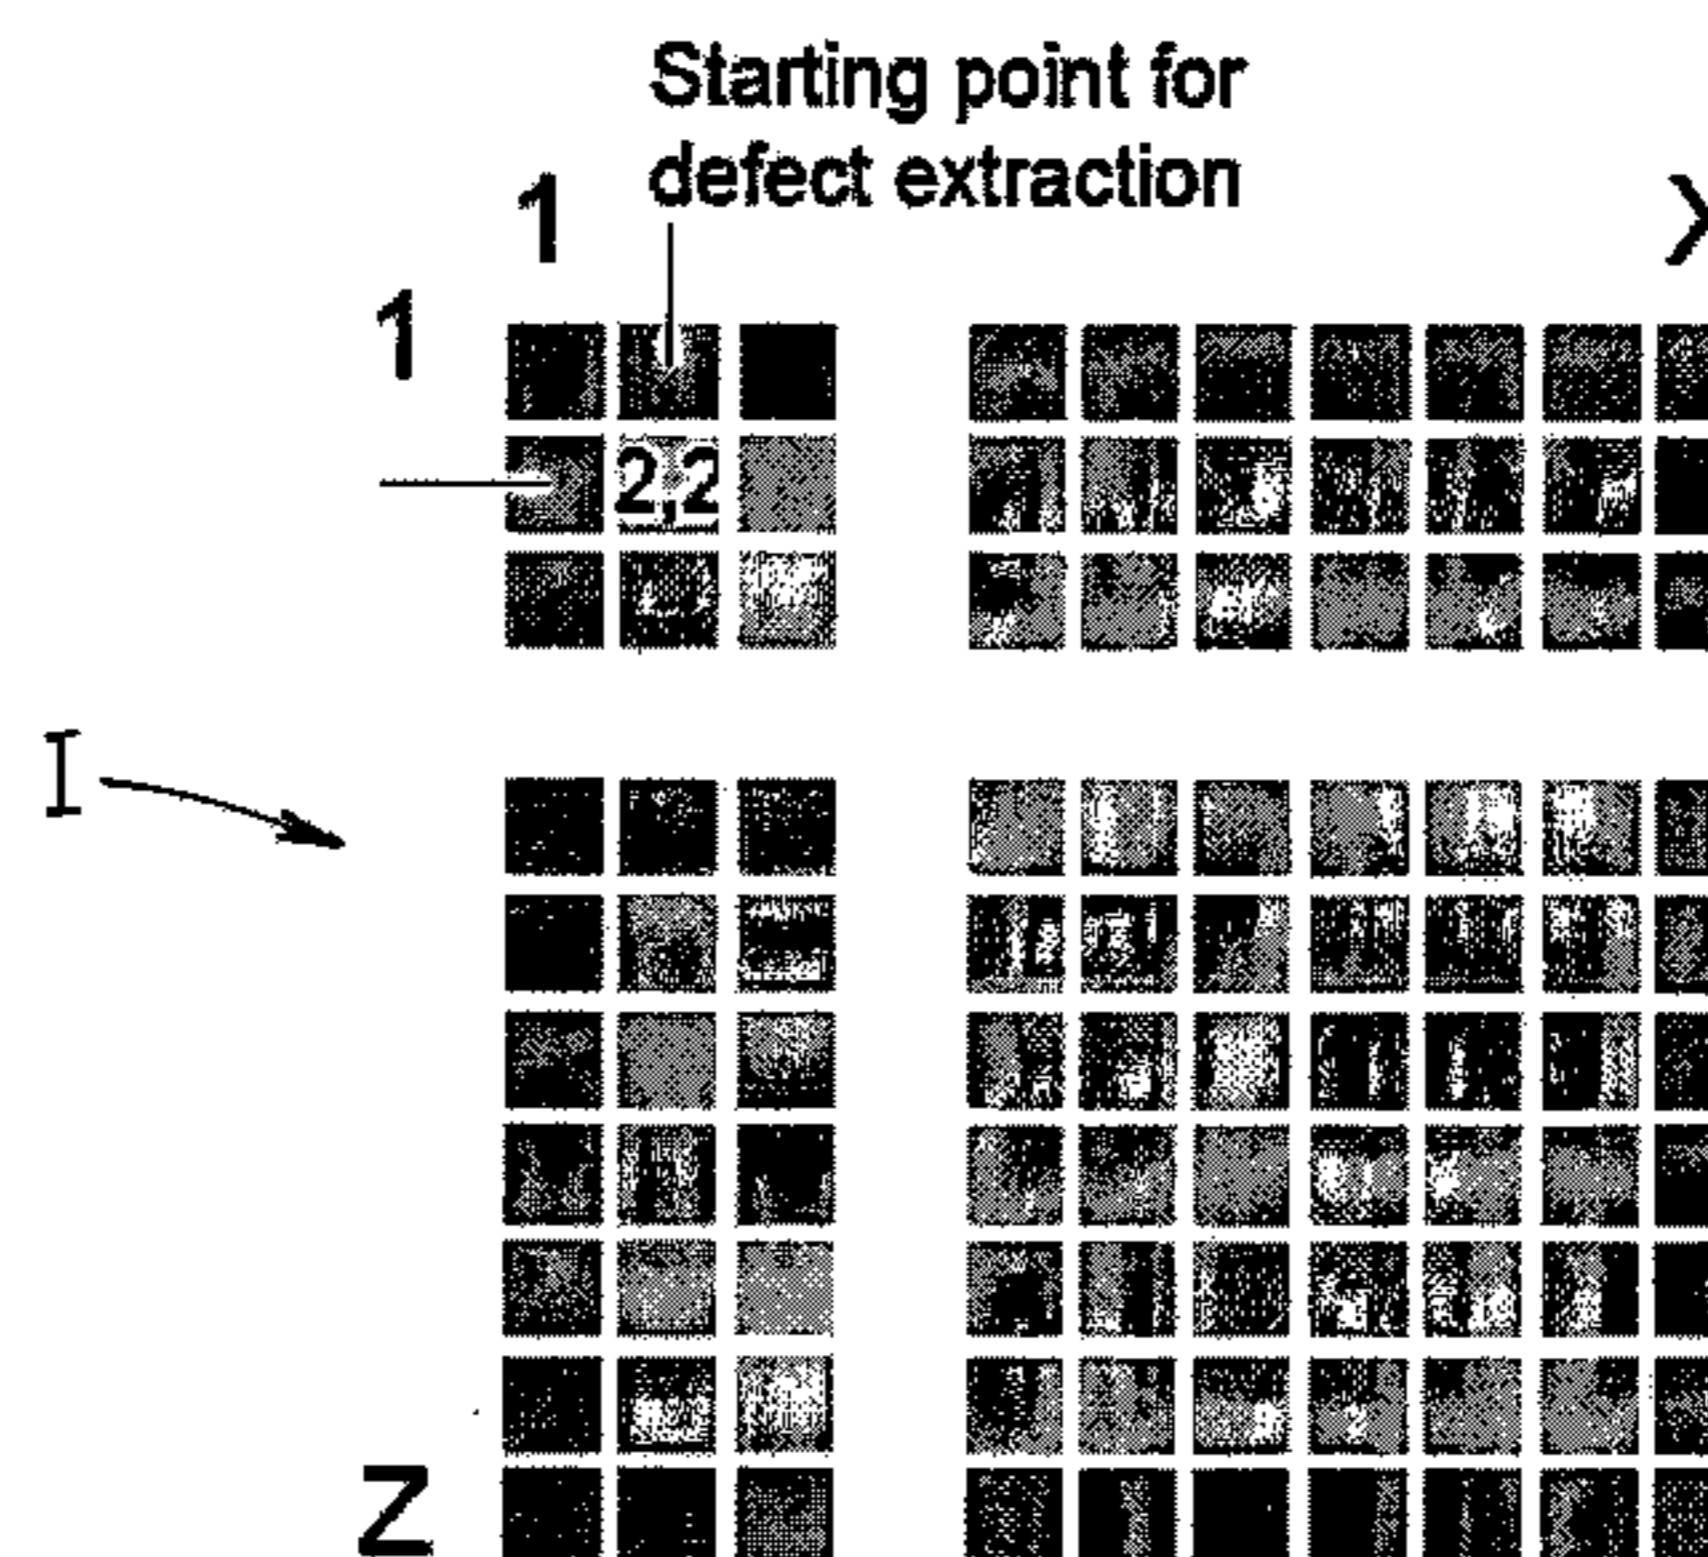 Starting point for
defect extraction
1
X
1
2,2
I
Z